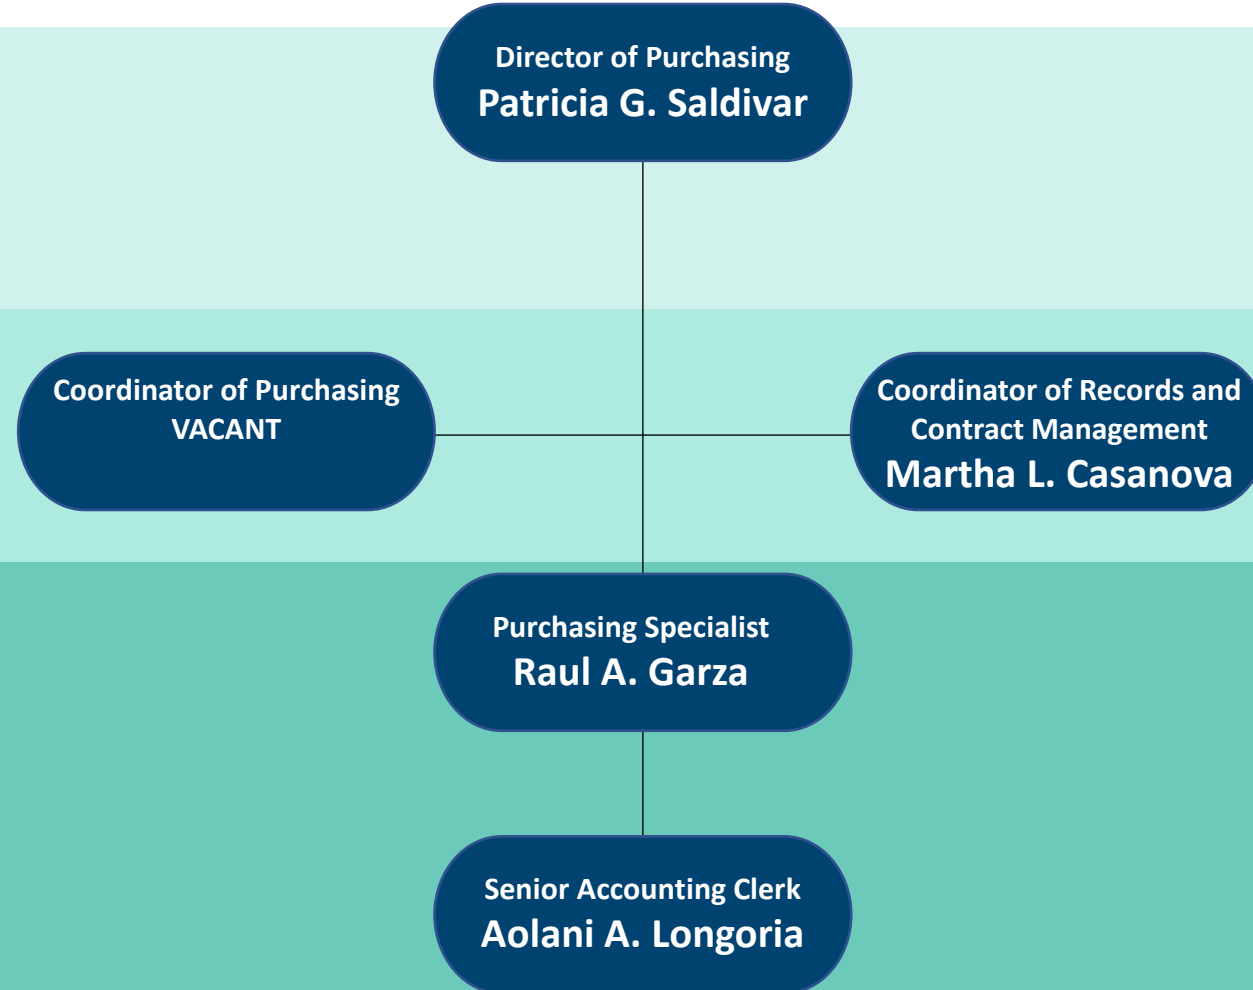 Director of Purchasing
Patricia G. Saldivar
Coordinator of Purchasing
VACANT
Coordinator of Records and
Contract Management
Martha L. Casanova
Purchasing Specialist
Raul A. Garza
Senior Accounting Clerk
Aolani A. Longoria